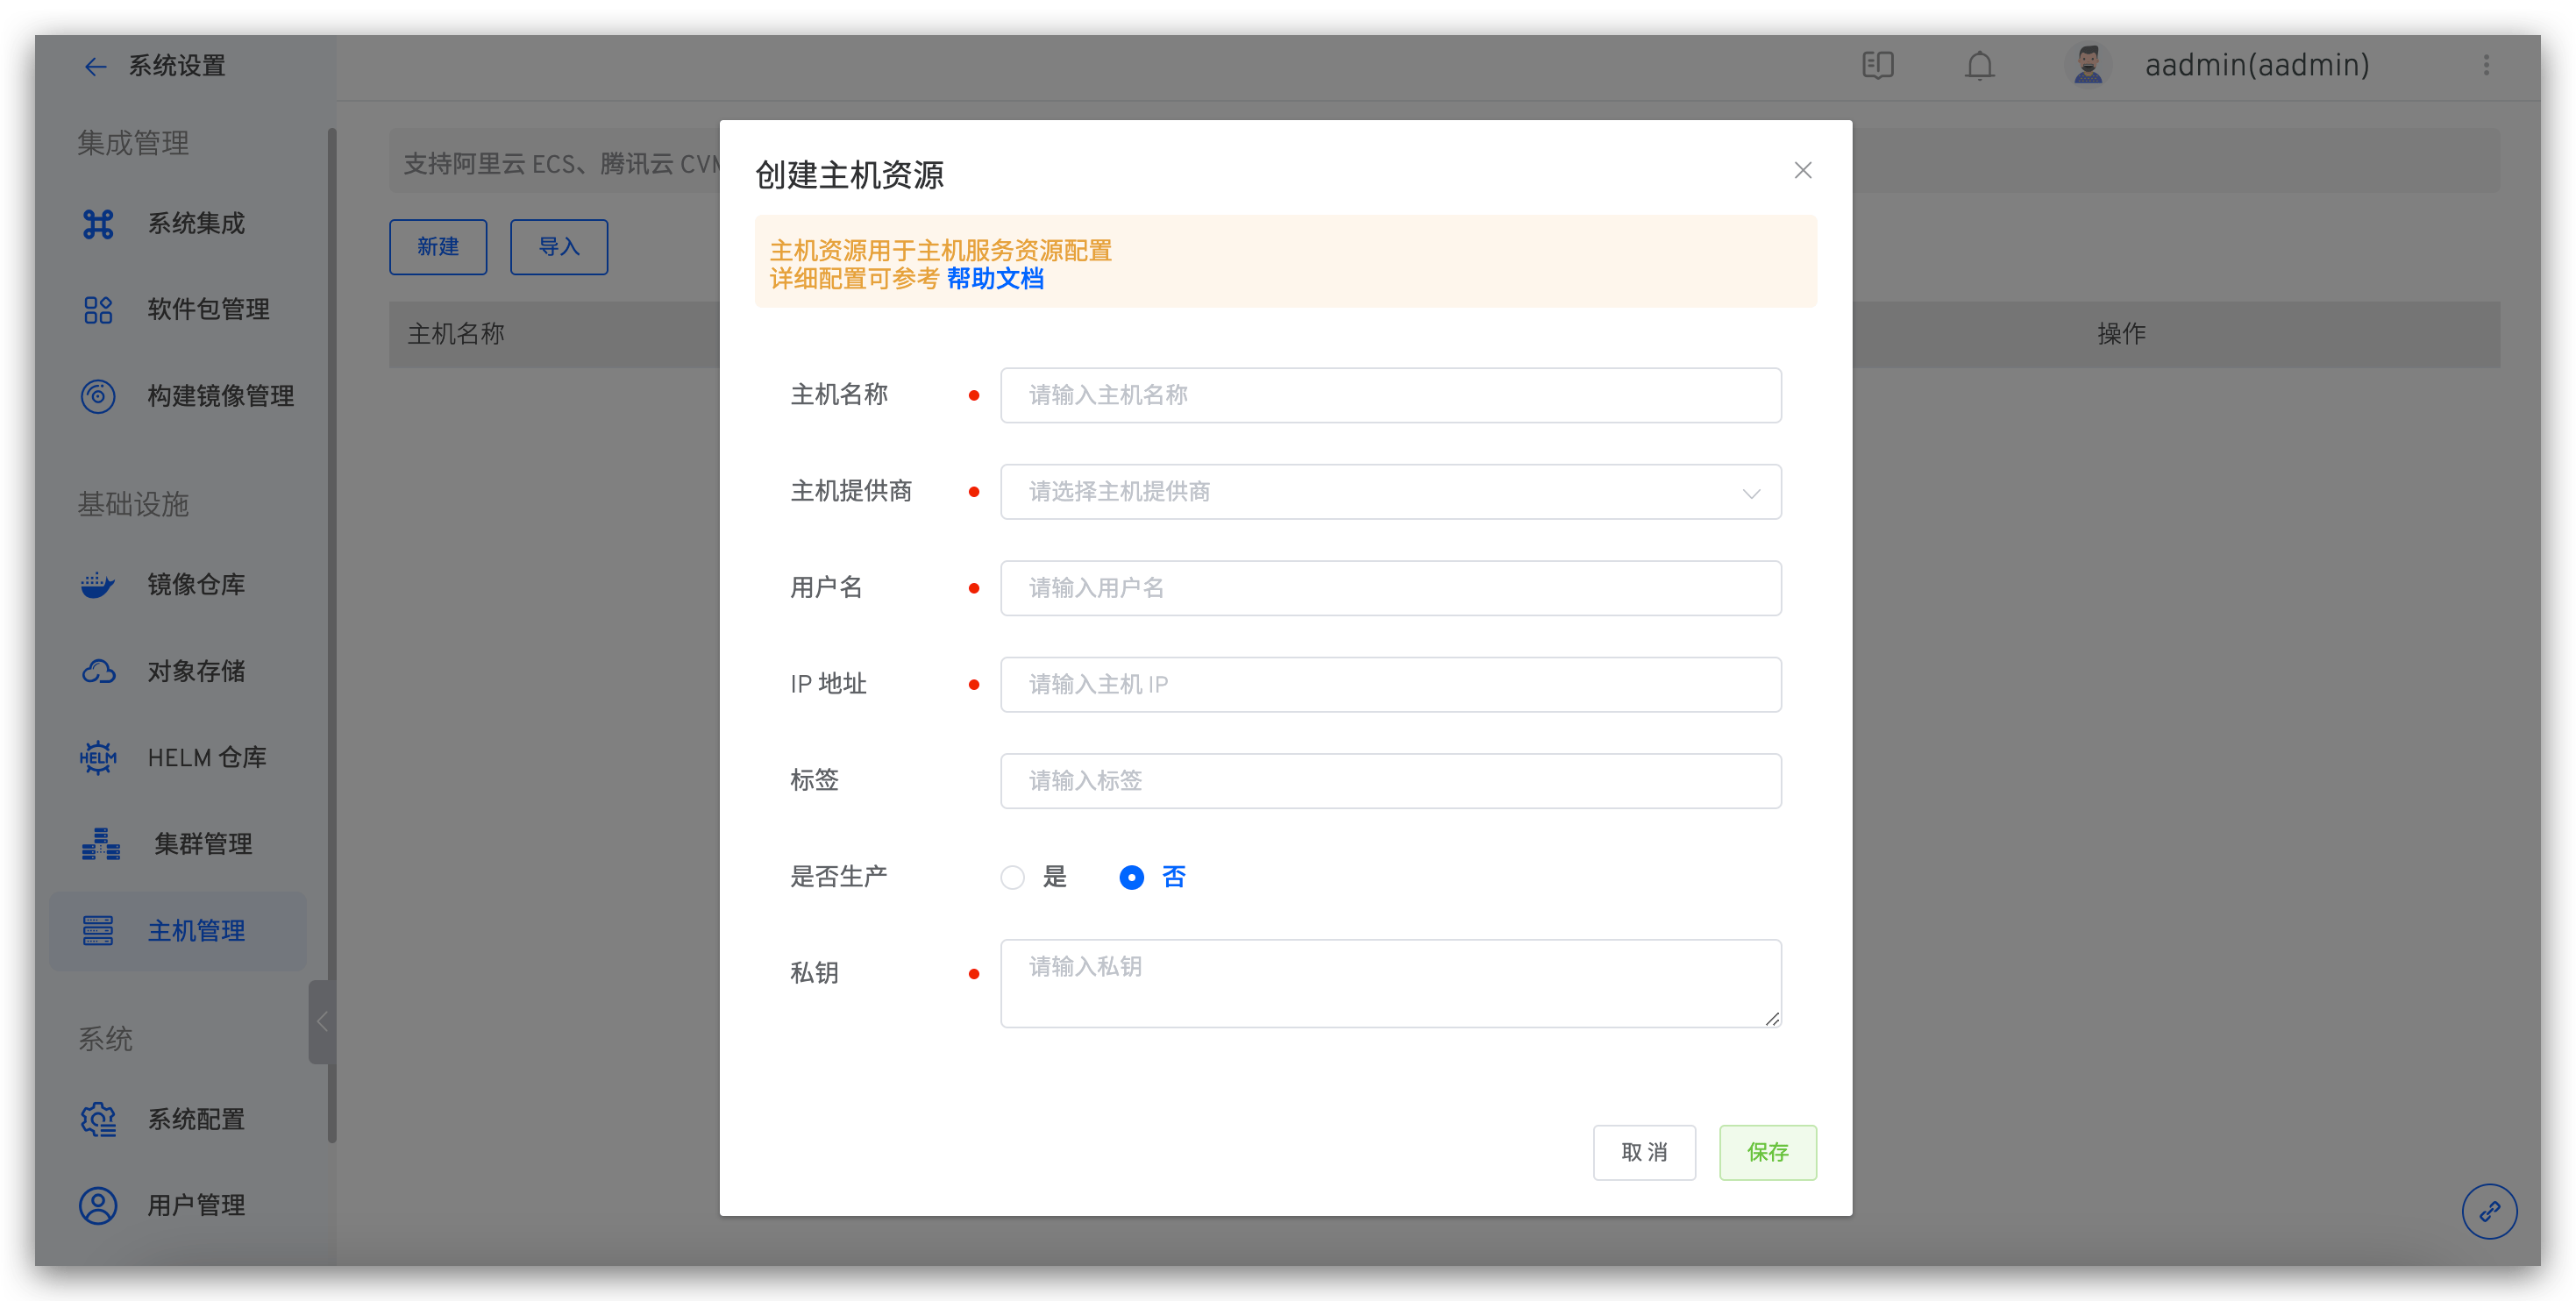 系统设置
aadmin(aadmin)
集成管理
系统集成
软件包管理
构建镜像管理
基础设施
镜像仓库
对象存储
HELM
HELM 仓库
集群管理
主机管理
系统
系统配置
用户管理
支持阿里云 ECS、腾讯云 CVM
新建
导入
主机名称
操作
创建主机资源
主机资源用于主机服务资源配置
详细配置可参考 帮助文档
主机名称
请输入主机名称
主机提供商
请选择主机提供商
用户名
请输入用户名
IP 地址
请输入主机 IP
标签
请输入标签
是否生产
是
否
私钥
请输入私钥
取 消
保存